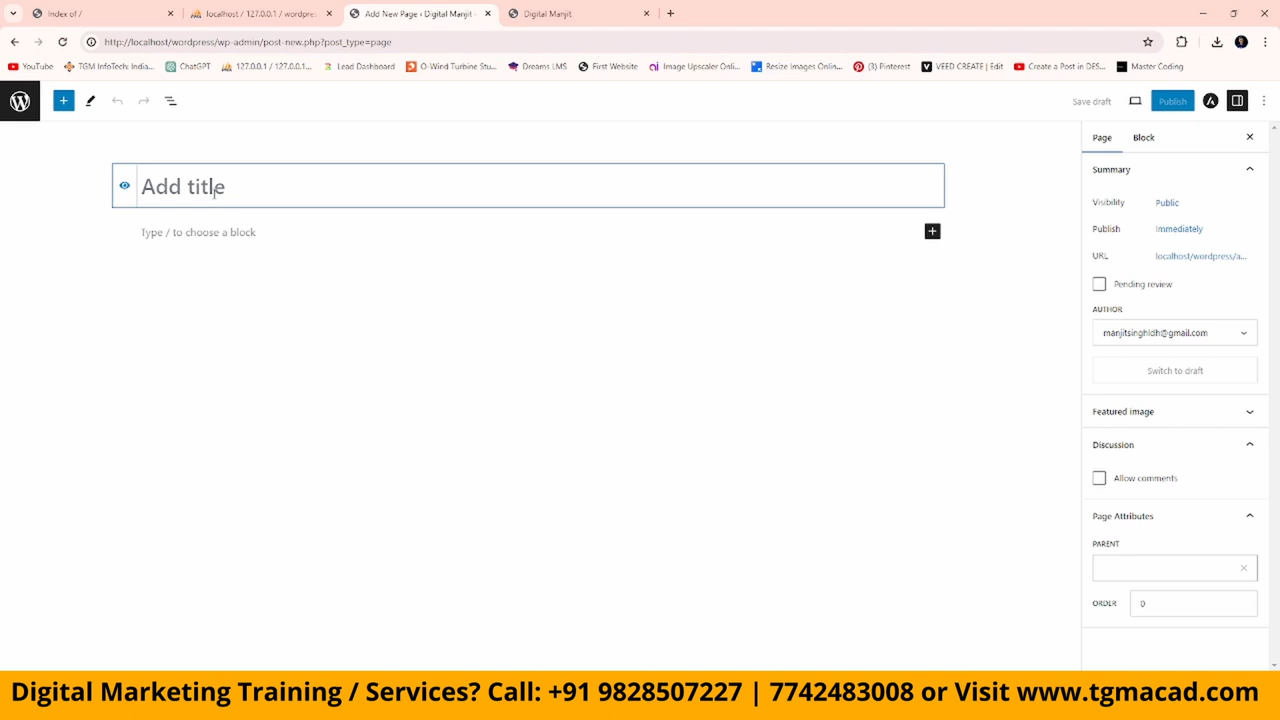 Index of /
localhost / 127.0.0.1 / wordpre
Add New Page ‹ Digital Manjit -
Digital Manjit
http://localhost/wordpress/wp-admin/post-new.php?post_type=page
YouTube
TGM InfoTech: India...
ChatGPT
127.0.0.1 / 127.0.0.1...
Lead Dashboard
O-Wind Turbine Stu...
Dreams LMS
First Website
Image Upscaler Onli...
Resize Images Onlin...
(3) Pinterest
VEED CREATE | Edit
Create a Post in DES...
Master Coding
Save draft
Publish
Page
Block
Add title
Type / to choose a block
Summary
Visibility Public
Publish Immediately
URL localhost/wordpress/a...
Pending review
AUTHOR
manjitsinghldh@gmail.com
Switch to draft
Featured image
Discussion
Allow comments
Page Attributes
PARENT
ORDER 0
Digital Marketing Training / Services? Call: +91 9828507227 | 7742483008 or Visit www.tgmacad.com